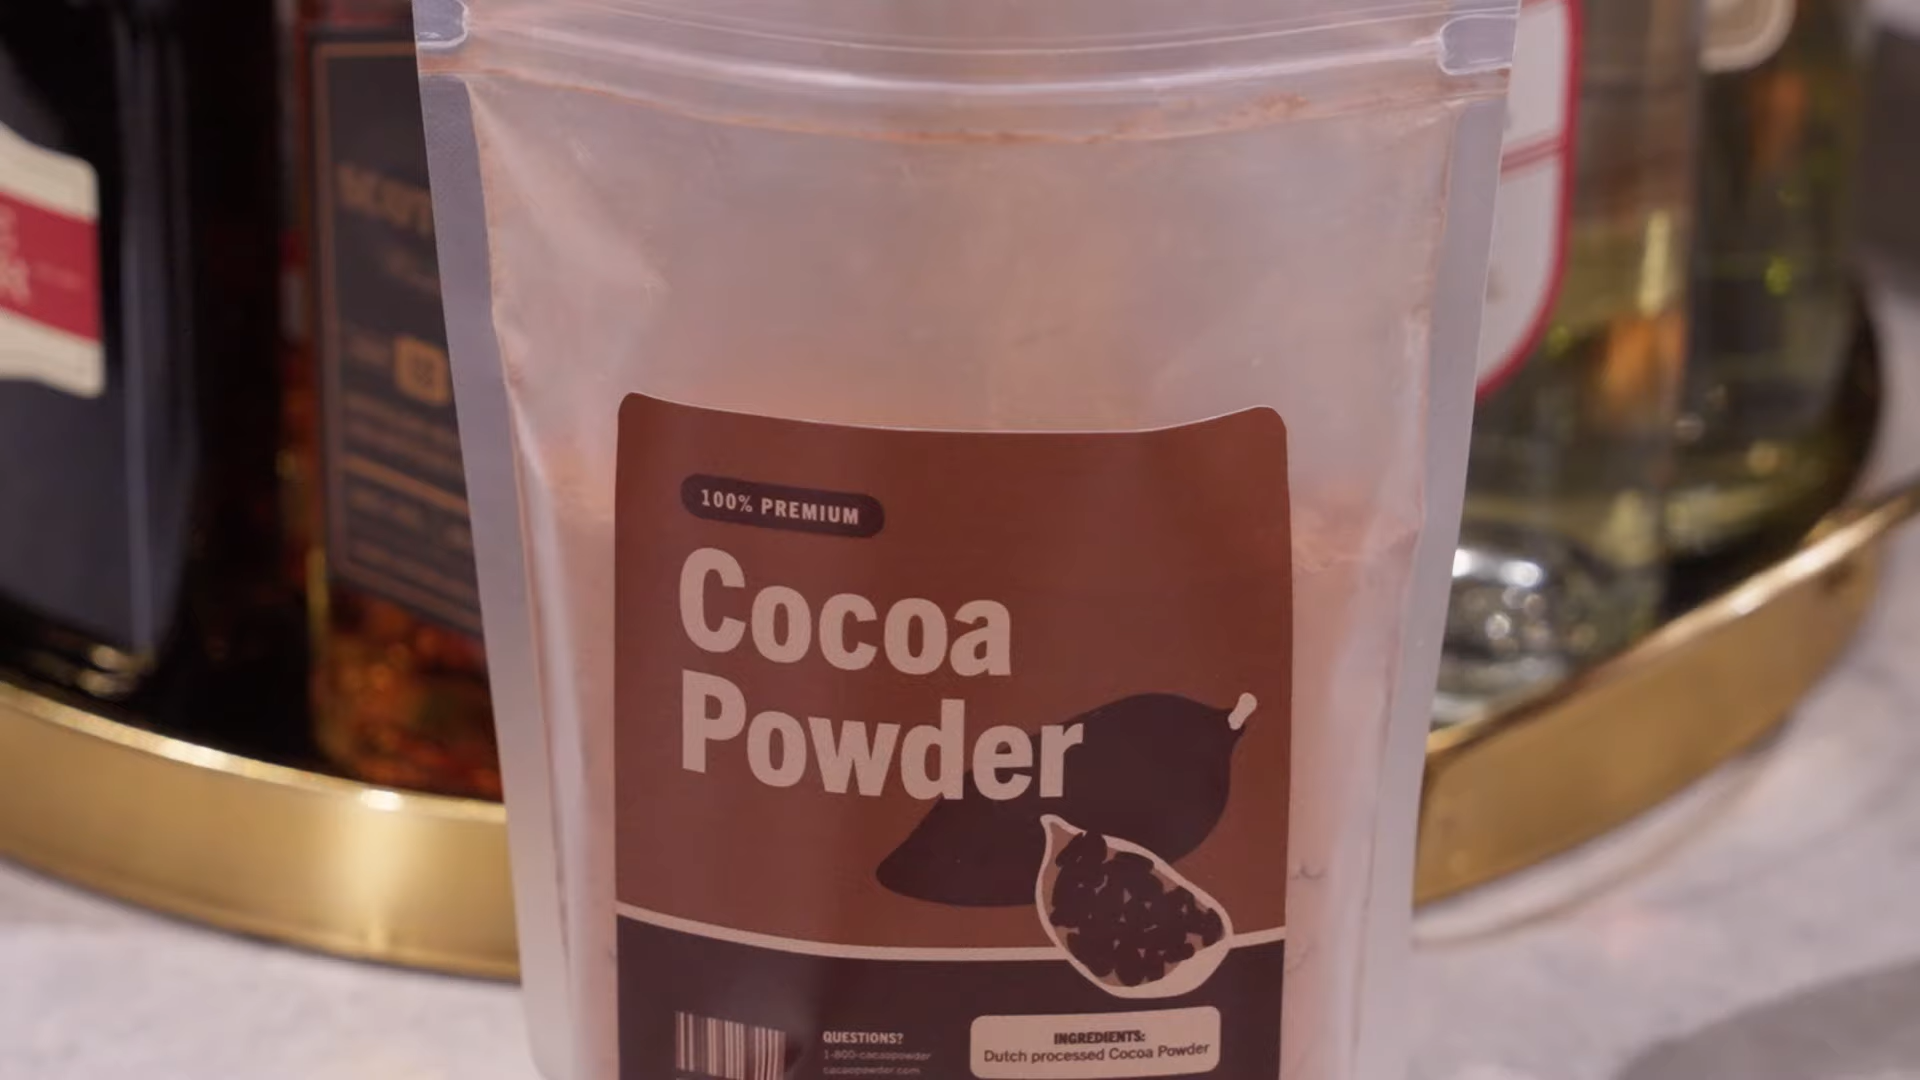 100% PREMIUM
Cocoa
Powder
QUESTIONS?
1-800-cacaopowder
cacaopowder.com
INGREDIENTS:
Dutch processed Cocoa Powder